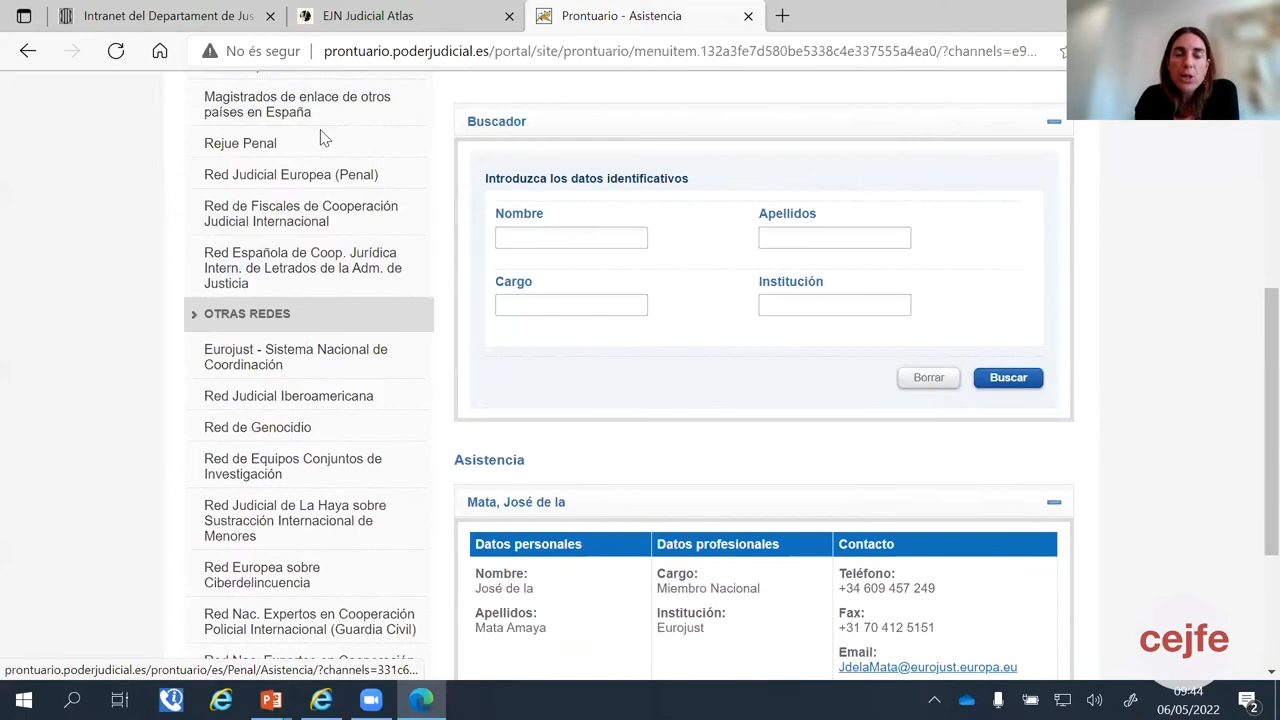 Intranet del Departament de Jus
EJN Judicial Atlas
Prontuario - Asistencia
No és segur
prontuario.poderjudicial.es/portal/site/prontuario/menuitem.132a3fe7d580be5338c4e337555a4ea0/?channels=e9...
Magistrados de enlace de otros
países en España
Rejue Penal
Red Judicial Europea (Penal)
Red de Fiscales de Cooperación
Judicial Internacional
Red Española de Coop. Jurídica
Intern. de Letrados de la Adm. de
Justicia
OTRAS REDES
Eurojust - Sistema Nacional de
Coordinación
Red Judicial Iberoamericana
Red de Genocidio
Red de Equipos Conjuntos de
Investigación
Red Judicial de La Haya sobre
Sustracción Internacional de
Menores
Red Europea sobre
Ciberdelincuencia
Red Nac. Expertos en Cooperación
Policial Internacional (Guardia Civil)
Buscador
Introduzca los datos identificativos
Nombre
Apellidos
Cargo
Institución
Borrar
Buscar
Asistencia
Mata, José de la
Datos personales
Datos profesionales
Contacto
Nombre:
José de la
Apellidos:
Mata Amaya
Cargo:
Miembro Nacional
Institución:
Eurojust
Teléfono:
+34 609 457 249
Fax:
+31 70 412 5151
Email:
JdelaMata@eurojust.europa.eu
prontuario.poderjudicial.es/prontuario/es/Penal/Asistencia/?channels=331c6...
cejfe
09:44
06/05/2022
2